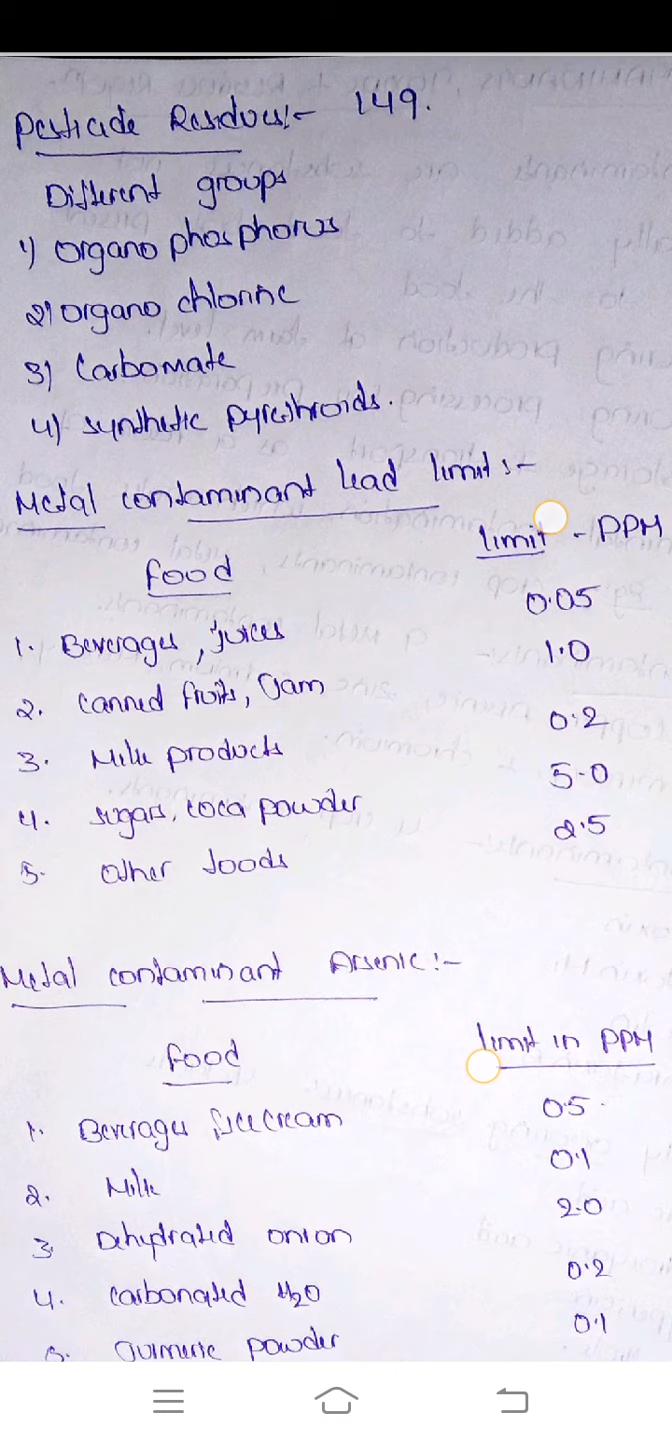 Pesticide Residues:- 149.
Different groups
1) Organo phosphorus
2) Organo, chlorine
3) Carbomate
4) Synthetic pyrethroids.
Metal contaminant lead limits:-
food limit - PPM
1. Beverages, juices 0.05
2. Canned fruits, Jam 1.0
3. Milk products 0.2
4. Sugars, coca powder 5.0
5. Other foods 2.5
Metal contaminant Arsenic:-
food limit in PPM
1. Beverages, Icecream 0.5
2. Milk 0.1
3. Dehydrated onion 2.0
4. Carbonated H2O 0.2
5. powder 0.1